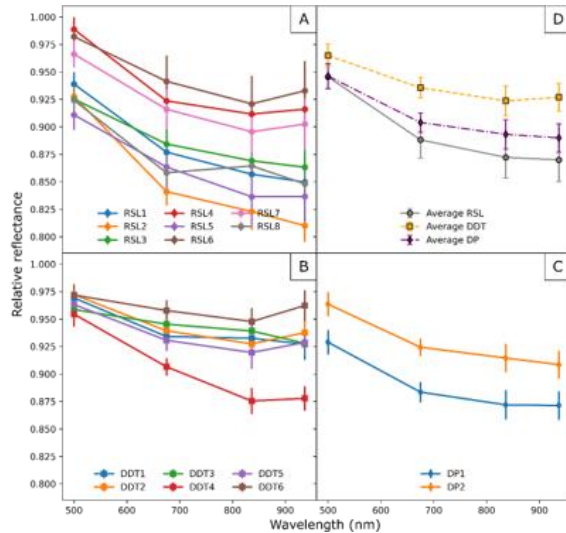 A
D
1.000
0.975
0.950
0.925
0.900
0.875
0.850
0.825
0.800
RSL1 RSL4 RSL7
RSL2 RSL5 RSL8
RSL3 RSL6
Average RSL
Average DDT
Average DP
Relative reflectance
B
C
1.000
0.975
0.950
0.925
0.900
0.875
0.850
0.825
0.800
DDT1 DDT3 DDT5
DDT2 DDT4 DDT6
DP1
DP2
500 600 700 800 900 500 600 700 800 900
Wavelength (nm)